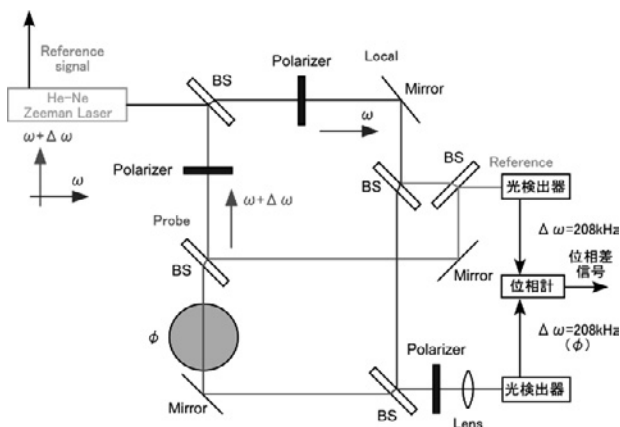 Reference
signal
He-Ne
Zeeman Laser
ω+Δω
ω
BS
Polarizer
Local
Mirror
ω
Polarizer
ω+Δω
Probe
BS
BS
BS
Reference
光検出器
Δω=208kHz
Mirror
位相計
位相差
信号
Δω=208kHz
(φ)
φ
Mirror
Polarizer
BS
Lens
光検出器